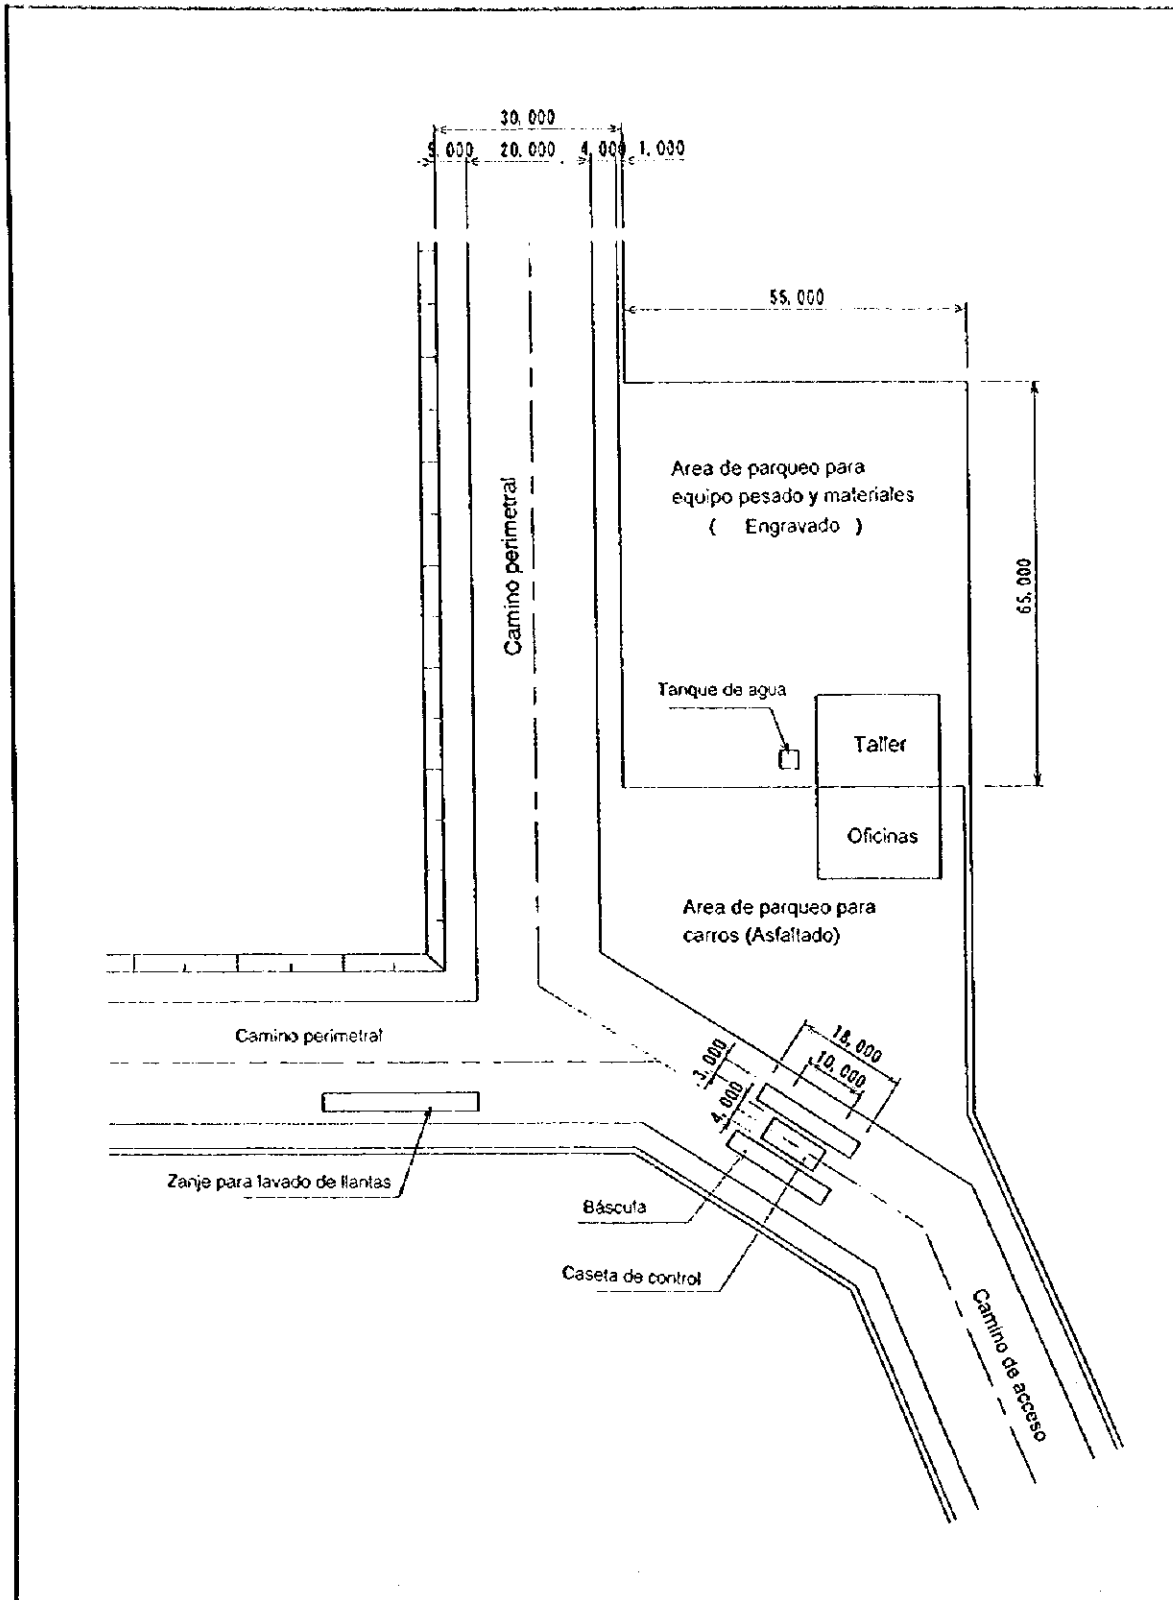 30,000
5,000 20,000 4,000 1,000
55,000
Area de parqueo para
equipo pesado y materiales
( Engravado )
Camino perimetral
65,000
Tanque de agua
Taller
Oficinas
Area de parqueo para
carros (Asfaltado)
Camino perimetral
18,000
10,000
3,000
4,000
Zanje para lavado de llantas
Báscula
Caseta de control
Camino de acceso